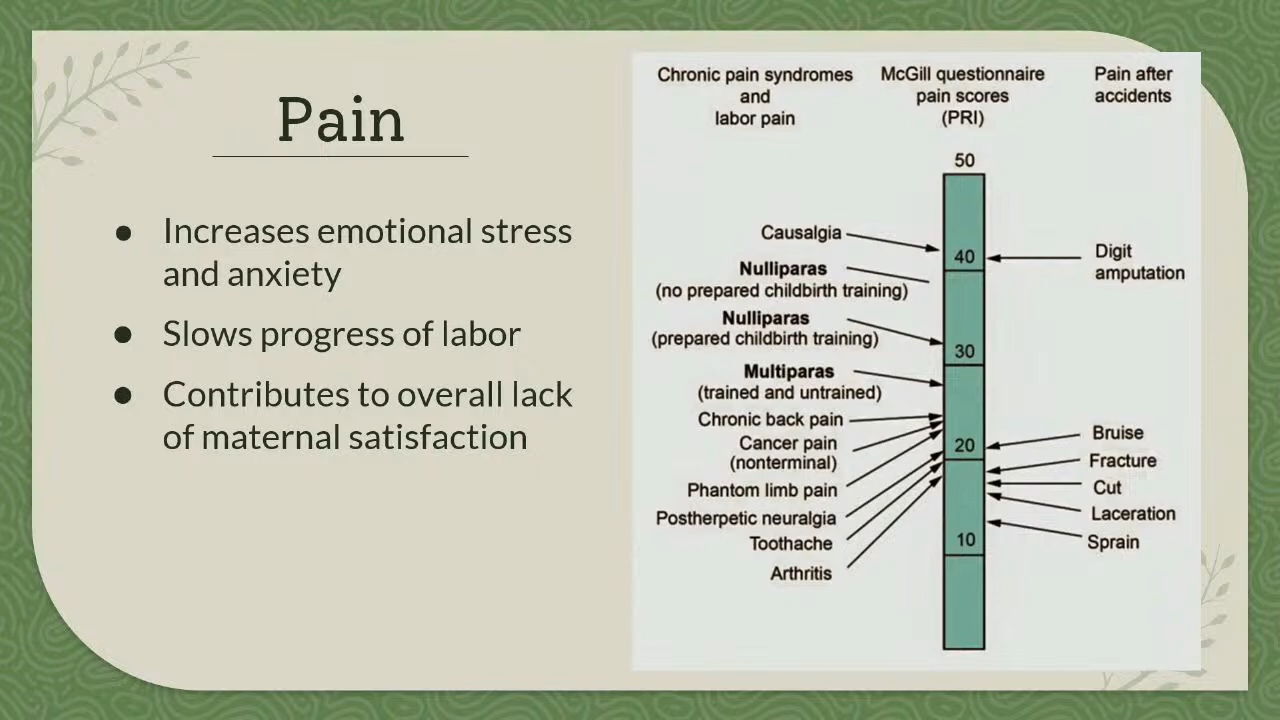 Pain
● Increases emotional stress
and anxiety
● Slows progress of labor
● Contributes to overall lack
of maternal satisfaction
Chronic pain syndromes
and
labor pain
McGill questionnaire
pain scores
(PRI)
Pain after
accidents
50
40
30
20
10
Causalgia
Nulliparas
(no prepared childbirth training)
Nulliparas
(prepared childbirth training)
Multiparas
(trained and untrained)
Chronic back pain
Cancer pain
(nonterminal)
Phantom limb pain
Postherpetic neuralgia
Toothache
Arthritis
Digit
amputation
Bruise
Fracture
Cut
Laceration
Sprain